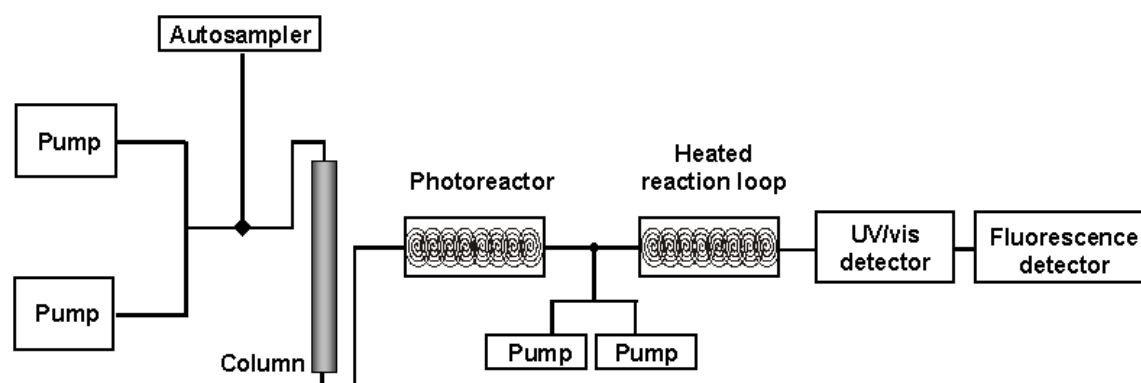 Autosampler
Pump
Pump
Column
Photoreactor
Heated
reaction loop
Pump
Pump
UV/vis
detector
Fluorescence
detector